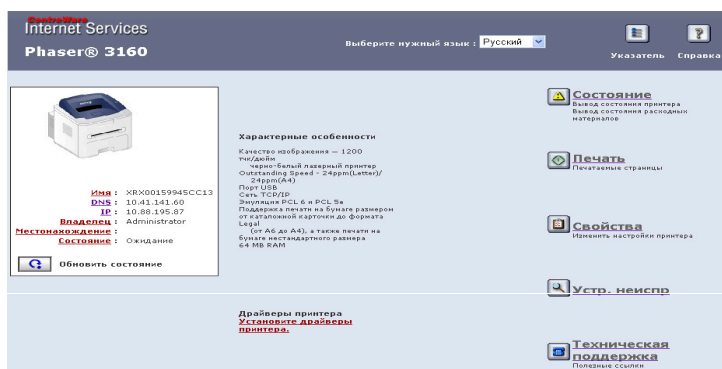 CentreWare
Internet Services
Phaser® 3160
Выберите нужный язык : Русский
Указатель Справка
Имя : XRX00159945CC13
DNS : 10.41.141.60
IP : 10.88.195.87
Владелец : Administrator
Местонахождение :
Состояние : Ожидание
Обновить состояние
Характерные особенности
Качество изображения — 1200
тчк/дюйм
черно-белый лазерный принтер
Outstanding Speed - 24ppm(Letter)/
24ppm(A4)
Порт USB
Сеть TCP/IP
Эмуляция PCL 6 и PCL 5e
Поддержка печати на бумаге размером
от каталожной карточки до формата
Legal
(от A6 до A4), а также печати на
бумаге нестандартного размера
64 MB RAM
Драйверы принтера
Установите драйверы
принтера.
Состояние
Вывод состояния принтера
Вывод состояния расходных
материалов
Печать
Печатаемые страницы
Свойства
Изменить настройки принтера
Устр. неиспр
Техническая
поддержка
Полезные ссылки